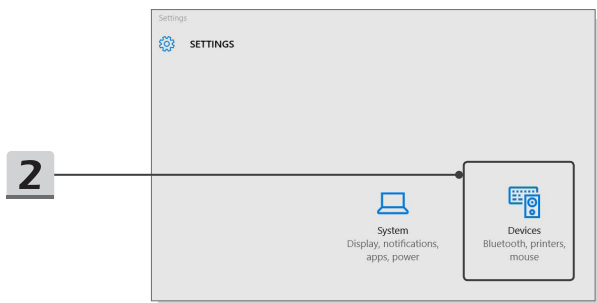 Settings
SETTINGS
2
System
Display, notifications,
apps, power
Devices
Bluetooth, printers,
mouse